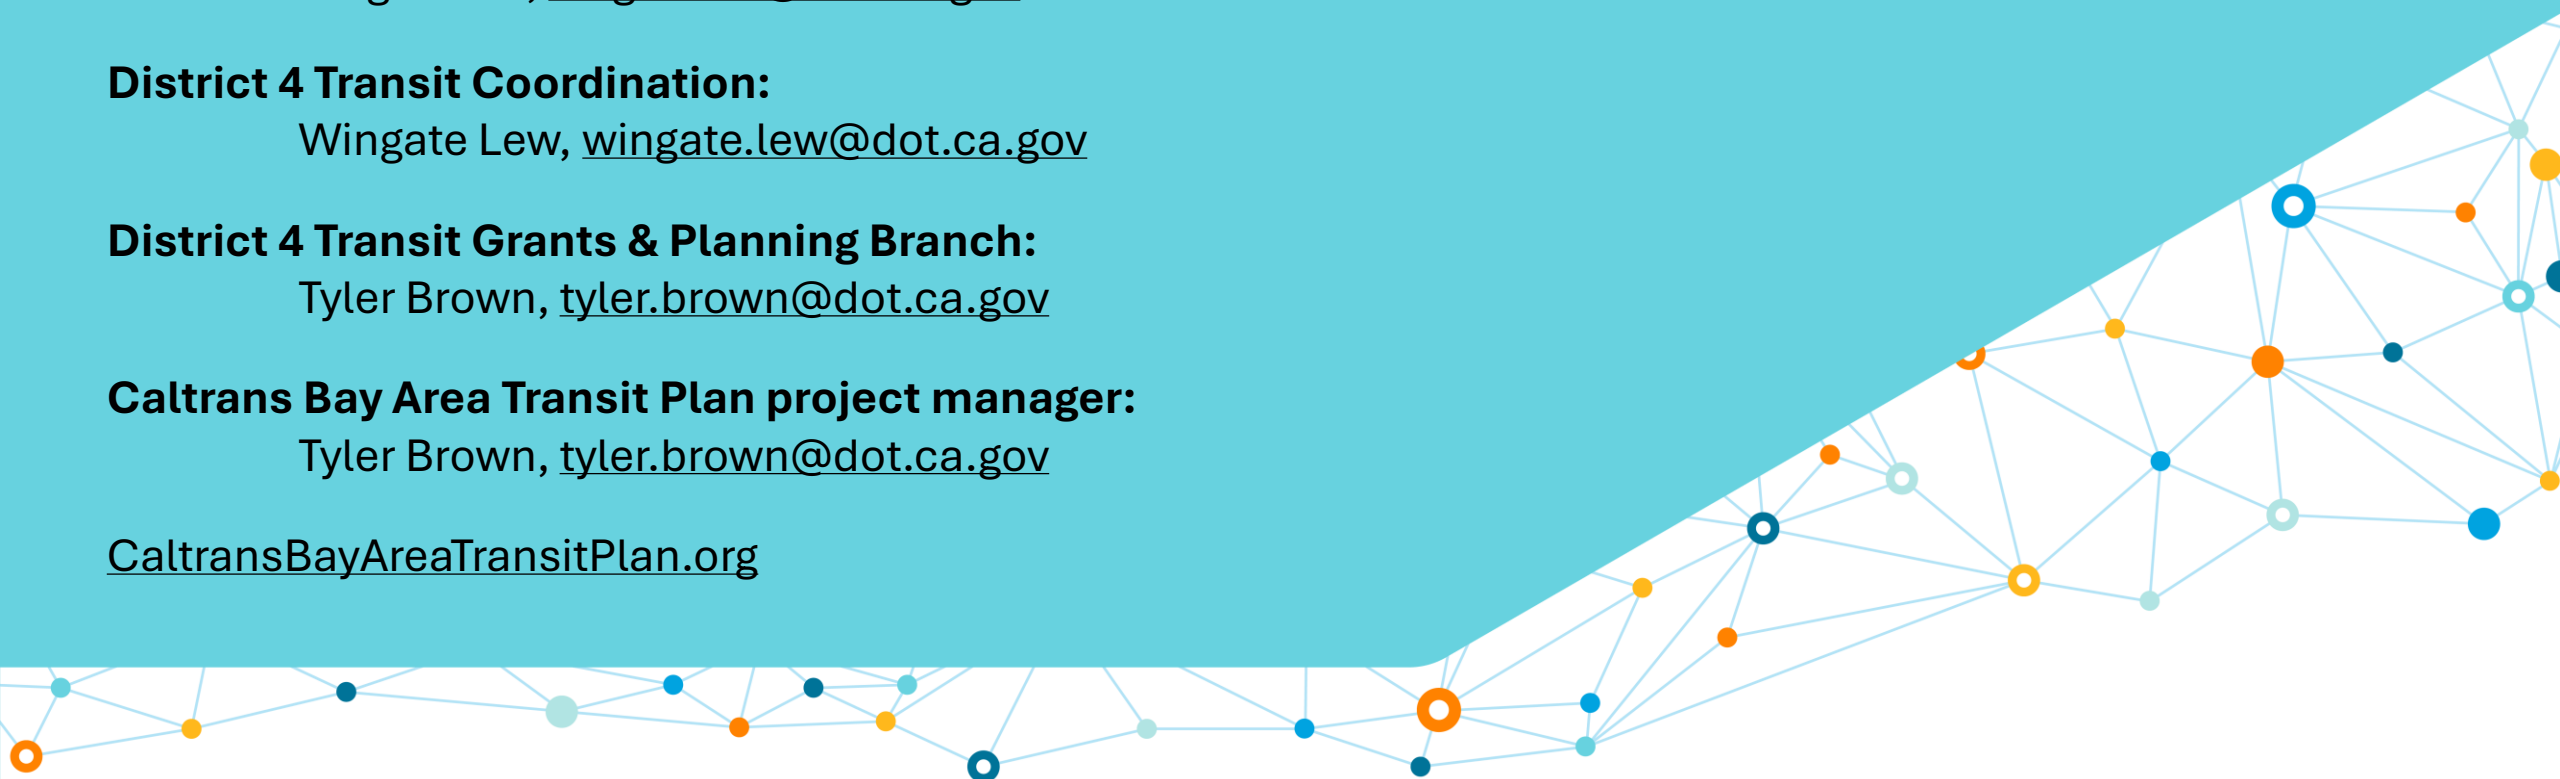 District 4 Transit Coordination:
Wingate Lew, wingate.lew@dot.ca.gov
District 4 Transit Grants & Planning Branch:
Tyler Brown, tyler.brown@dot.ca.gov
Caltrans Bay Area Transit Plan project manager:
Tyler Brown, tyler.brown@dot.ca.gov
CaltransBayAreaTransitPlan.org